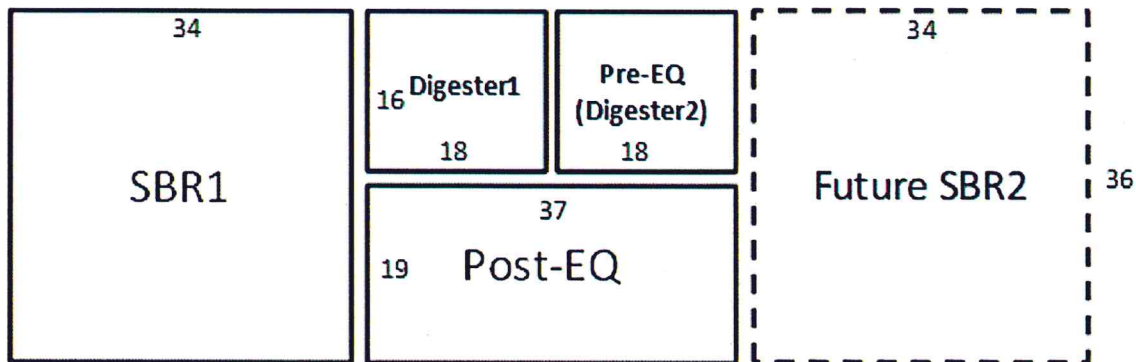 34
SBR1
16
Digester1
18
Pre-EQ
(Digester2)
18
37
19
Post-EQ
34
Future SBR2
36